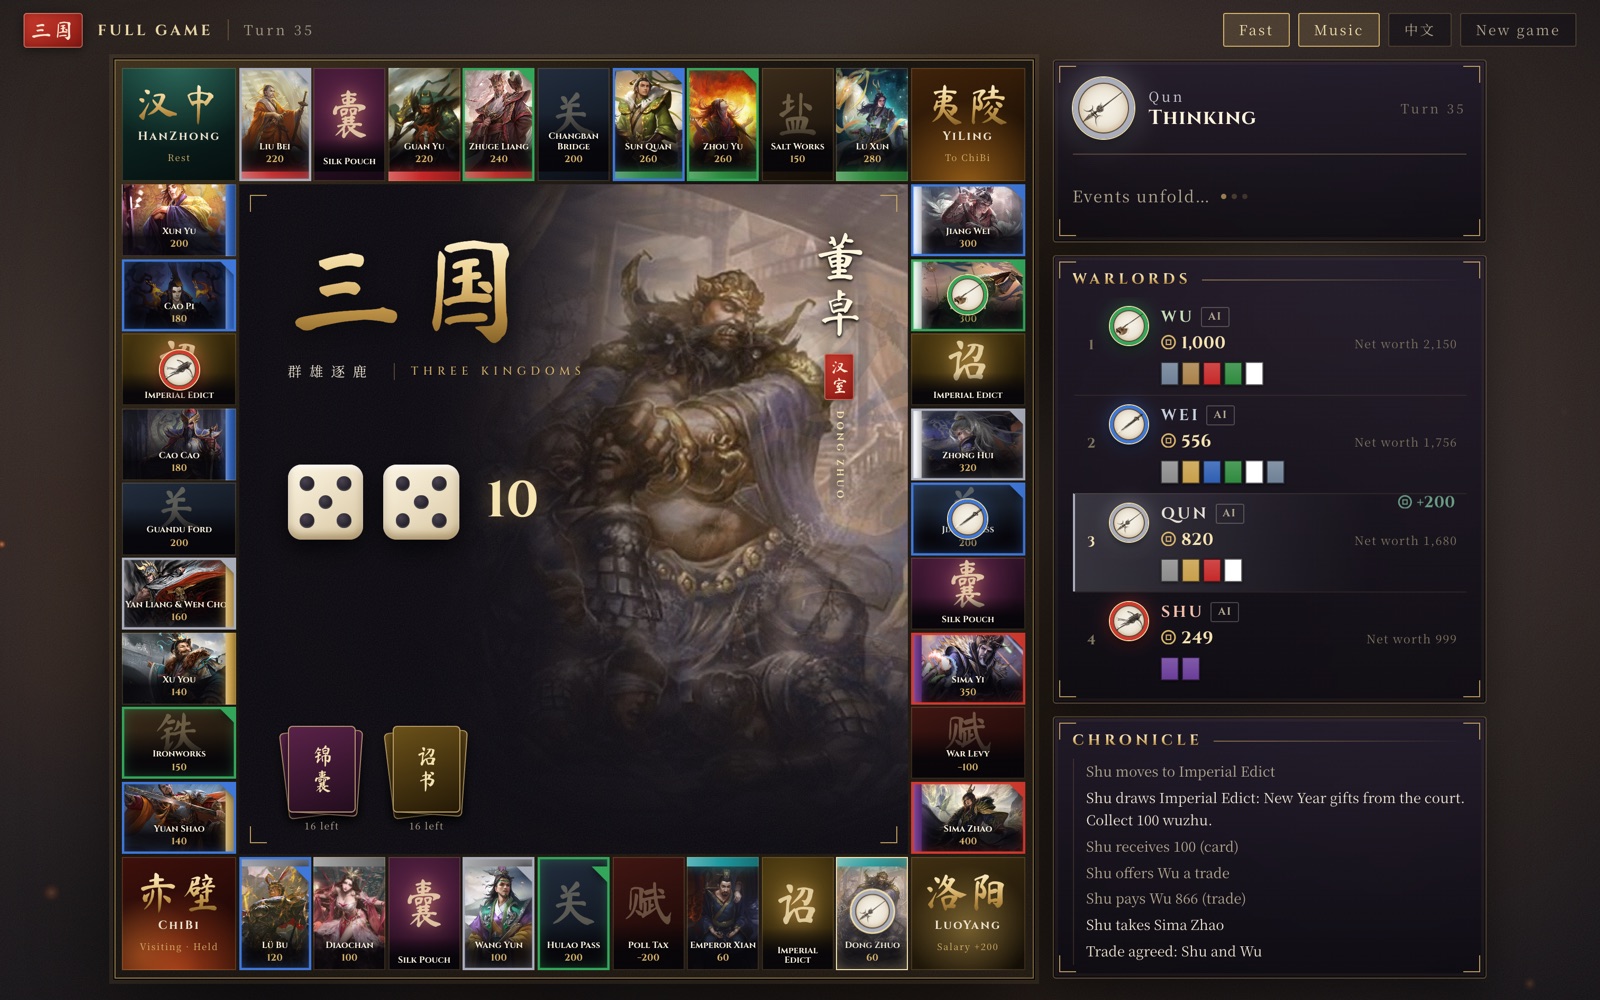 三国 FULL GAME Turn 35
Fast Music 中文 New game
汉中
HANZHONG
Rest
LIU BEI
220
囊
SILK POUCH
GUAN YU
220
ZHUGE LIANG
240
关
CHANGBAN
BRIDGE
200
SUN QUAN
260
ZHOU YU
260
盐
SALT WORKS
150
LU XUN
280
夷陵
YILING
To ChiBi
XUN YU
200
CAO PI
180
诏
IMPERIAL EDICT
CAO CAO
180
关
GUANDU FORD
200
YAN LIANG & WEN CHO
160
XU YOU
140
铁
IRONWORKS
150
YUAN SHAO
140
三国
群雄逐鹿 THREE KINGDOMS
10
董卓
汉室
DONG ZHUO
锦囊
16 left
诏书
16 left
JIANG WEI
300
300
诏
IMPERIAL EDICT
ZHONG HUI
320
关
200
囊
SILK POUCH
SIMA YI
350
赋
WAR LEVY
-100
SIMA ZHAO
400
赤壁
CHIBI
Visiting · Held
LÜ BU
120
DIAOCHAN
100
囊
SILK POUCH
WANG YUN
100
关
HULAO PASS
200
赋
POLL TAX
-200
EMPEROR XIAN
60
诏
IMPERIAL
EDICT
DONG ZHUO
60
洛阳
LUOYANG
Salary +200
Qun
THINKING
Turn 35
Events unfold...
WARLORDS
1
WU AI
1,000
Net worth 2,150
2
WEI AI
556
Net worth 1,756
3
QUN AI
+200
820
Net worth 1,680
4
SHU AI
249
Net worth 999
CHRONICLE
Shu moves to Imperial Edict
Shu draws Imperial Edict: New Year gifts from the court.
Collect 100 wuzhu.
Shu receives 100 (card)
Shu offers Wu a trade
Shu pays Wu 866 (trade)
Shu takes Sima Zhao
Trade agreed: Shu and Wu